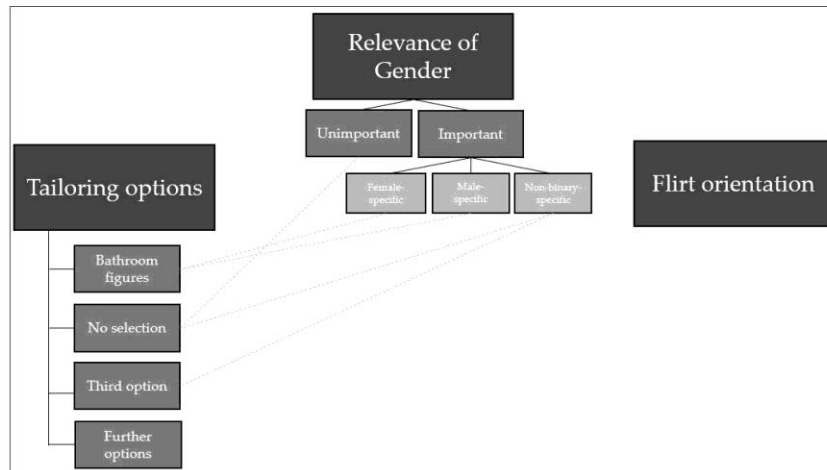 Relevance of
Gender
Unimportant
Important
Female-
specific
Male-
specific
Non-binary-
specific
Tailoring options
Bathroom
figures
No selection
Third option
Further
options
Flirt orientation